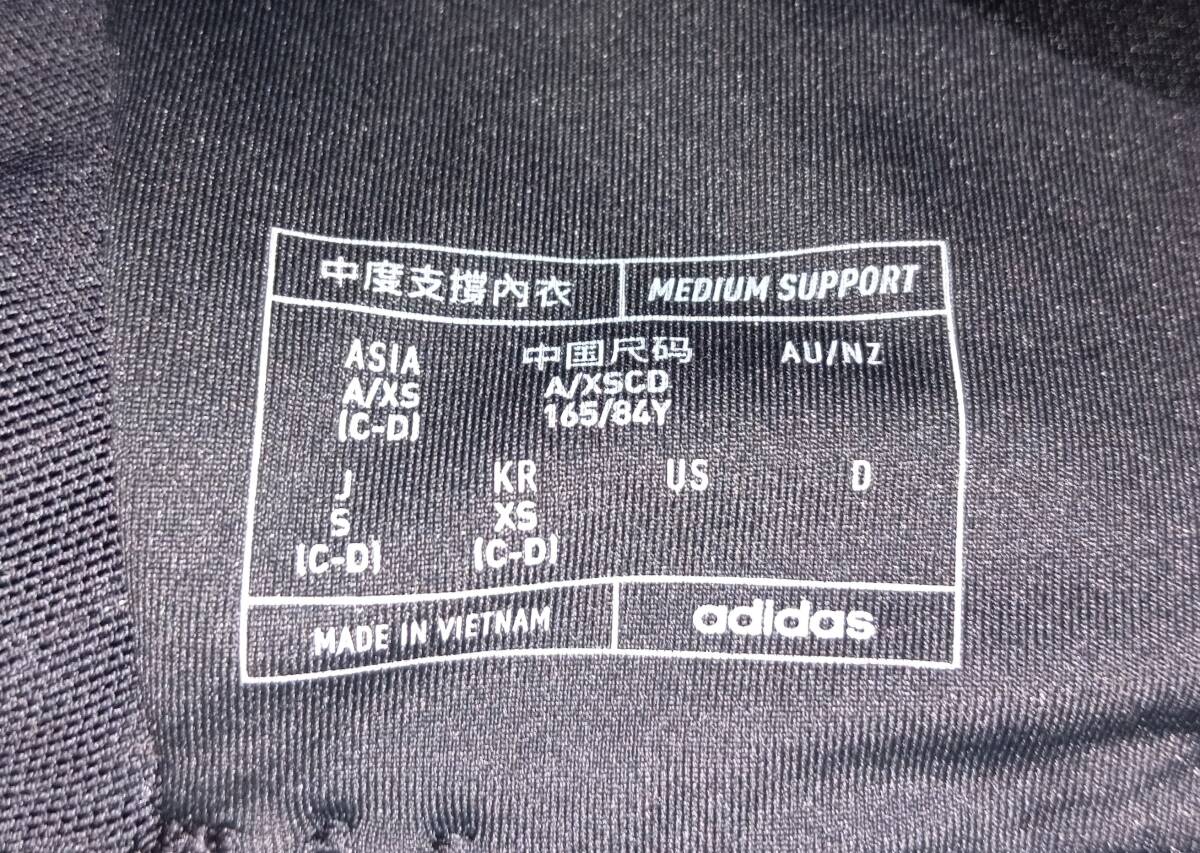 中度支撐內衣 MEDIUM SUPPORT
ASIA 中国尺码 AU/NZ
A/XS A/XSCD
(C-D) 165/84Y
J KR US D
S XS
(C-D) (C-D)
MADE IN VIETNAM adidas